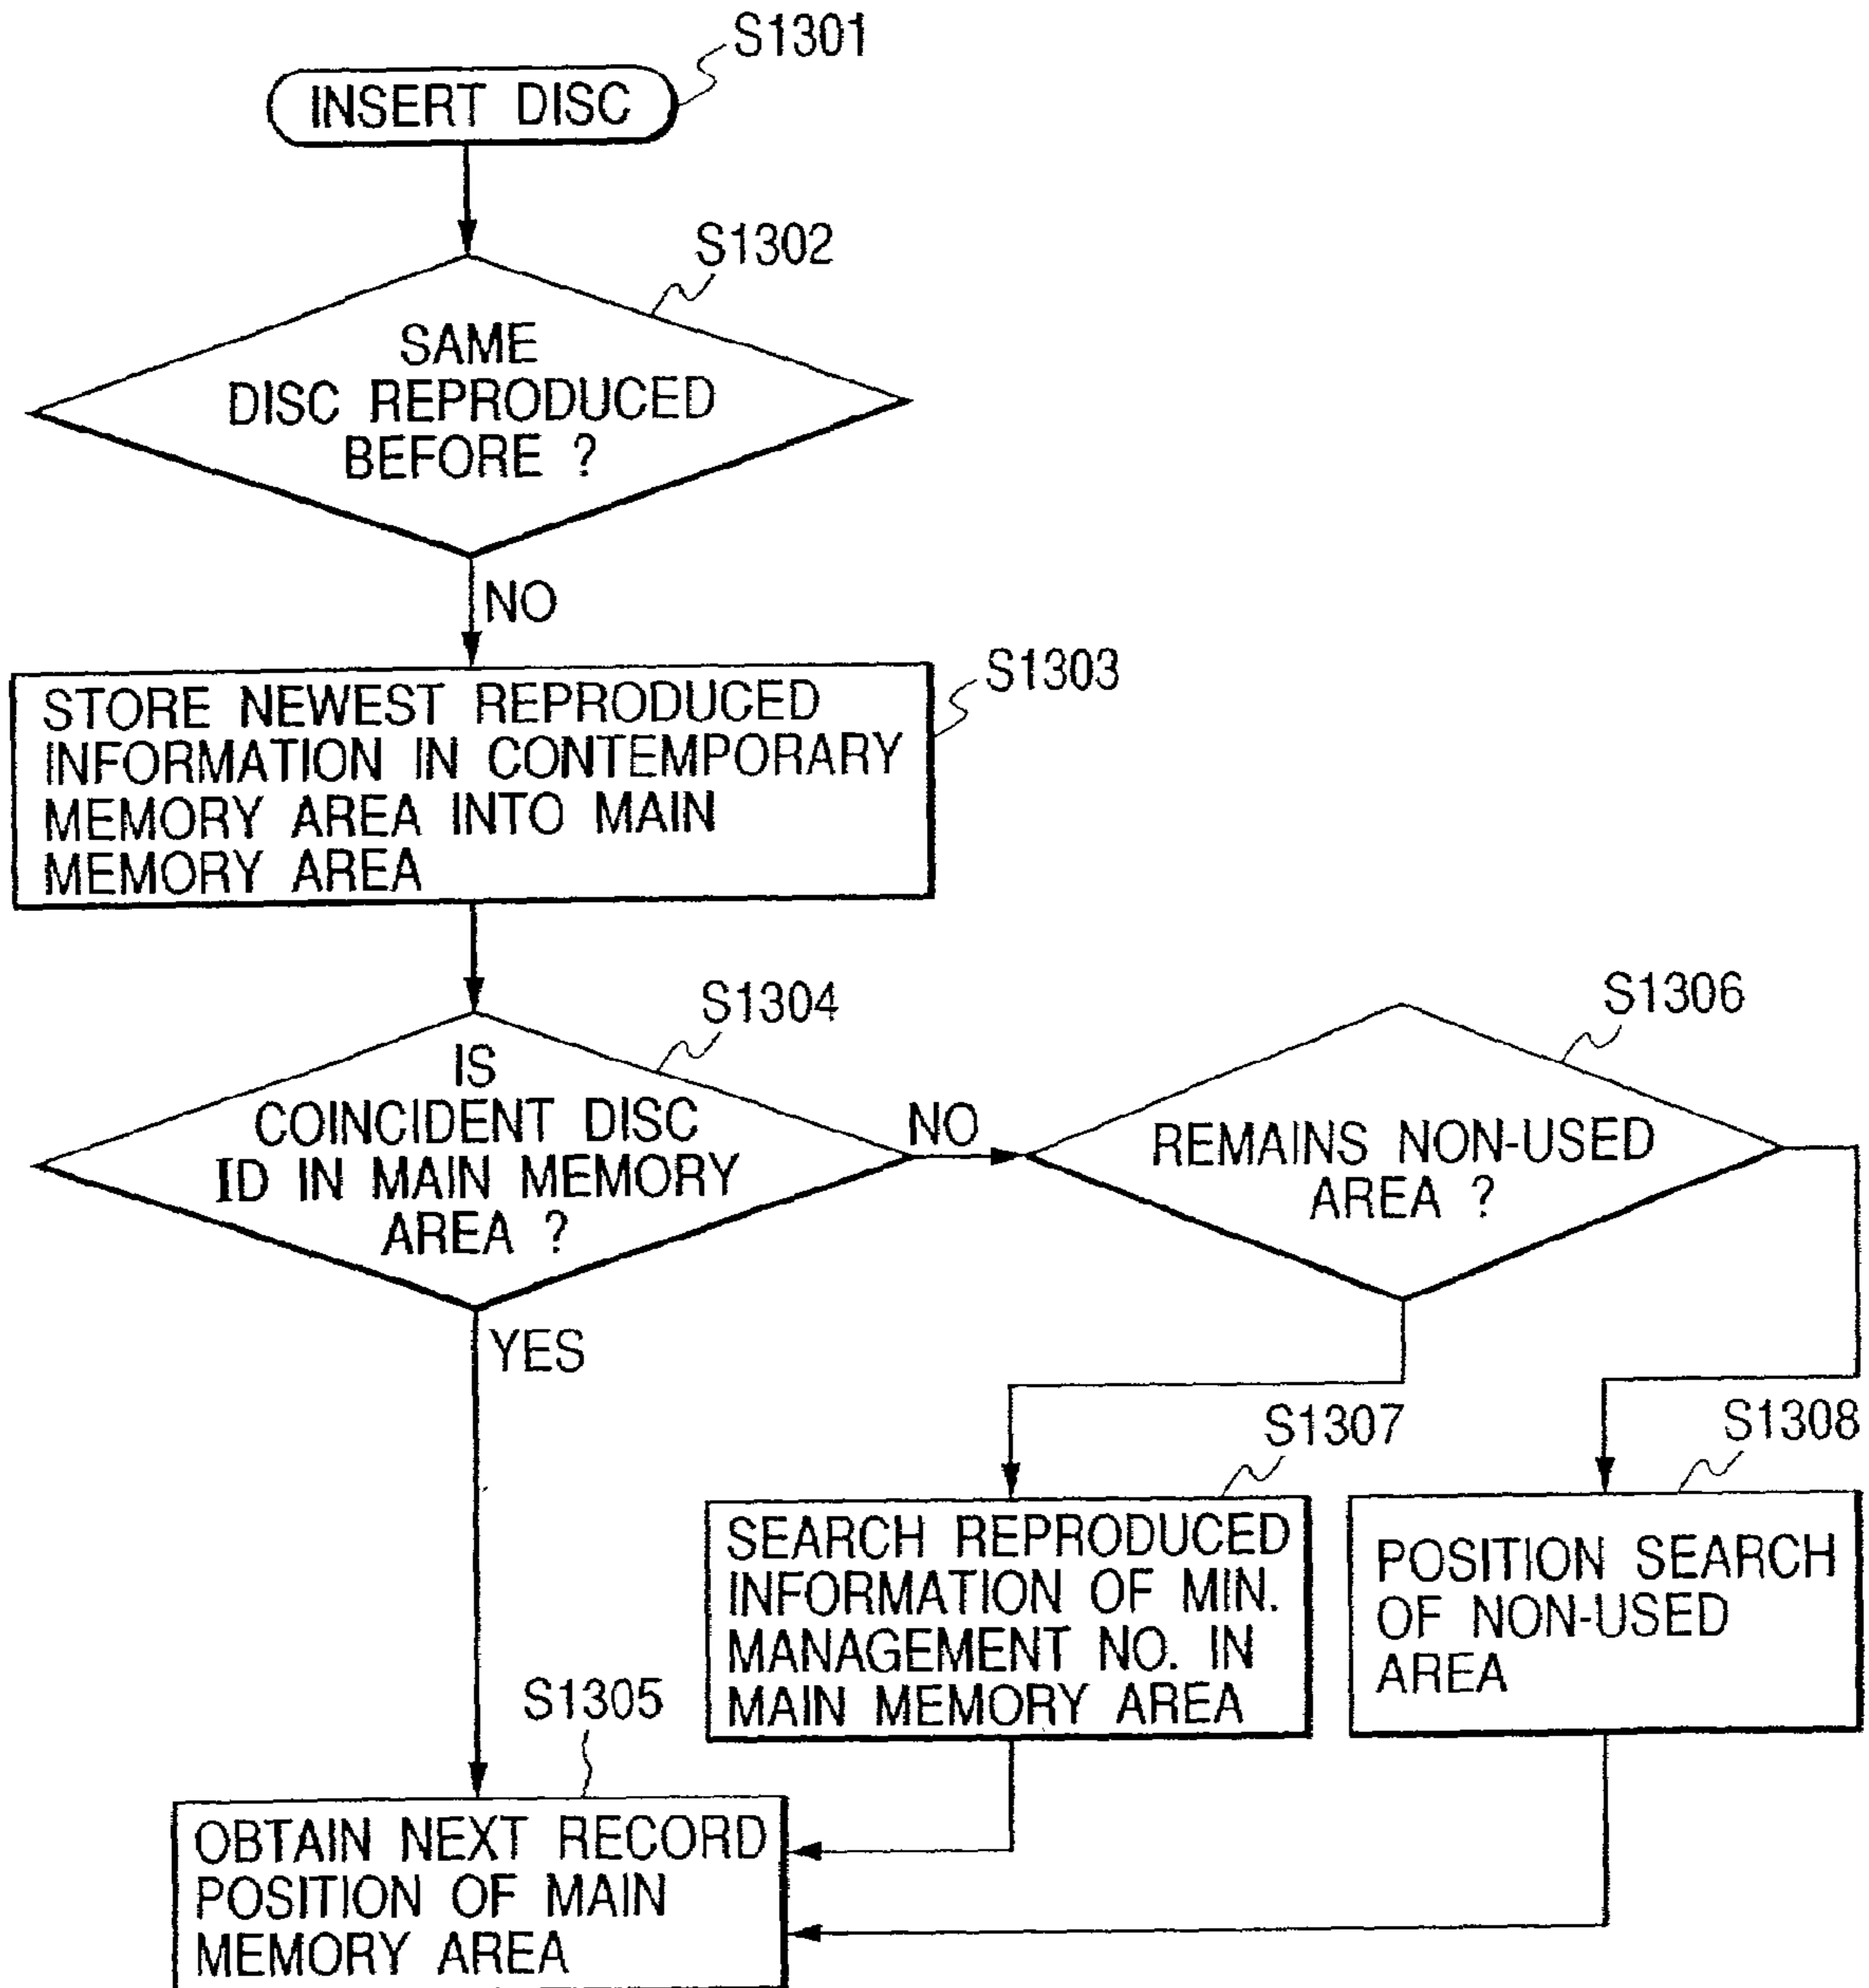 S1301
INSERT DISC
S1302
SAME
DISC REPRODUCED
BEFORE ?
NO
S1303
STORE NEWEST REPRODUCED
INFORMATION IN CONTEMPORARY
MEMORY AREA INTO MAIN
MEMORY AREA
S1304
IS
COINCIDENT DISC
ID IN MAIN MEMORY
AREA ?
NO
S1306
REMAINS NON-USED
AREA ?
YES
S1307
SEARCH REPRODUCED
INFORMATION OF MIN.
MANAGEMENT NO. IN
MAIN MEMORY AREA
S1308
POSITION SEARCH
OF NON-USED
AREA
S1305
OBTAIN NEXT RECORD
POSITION OF MAIN
MEMORY AREA